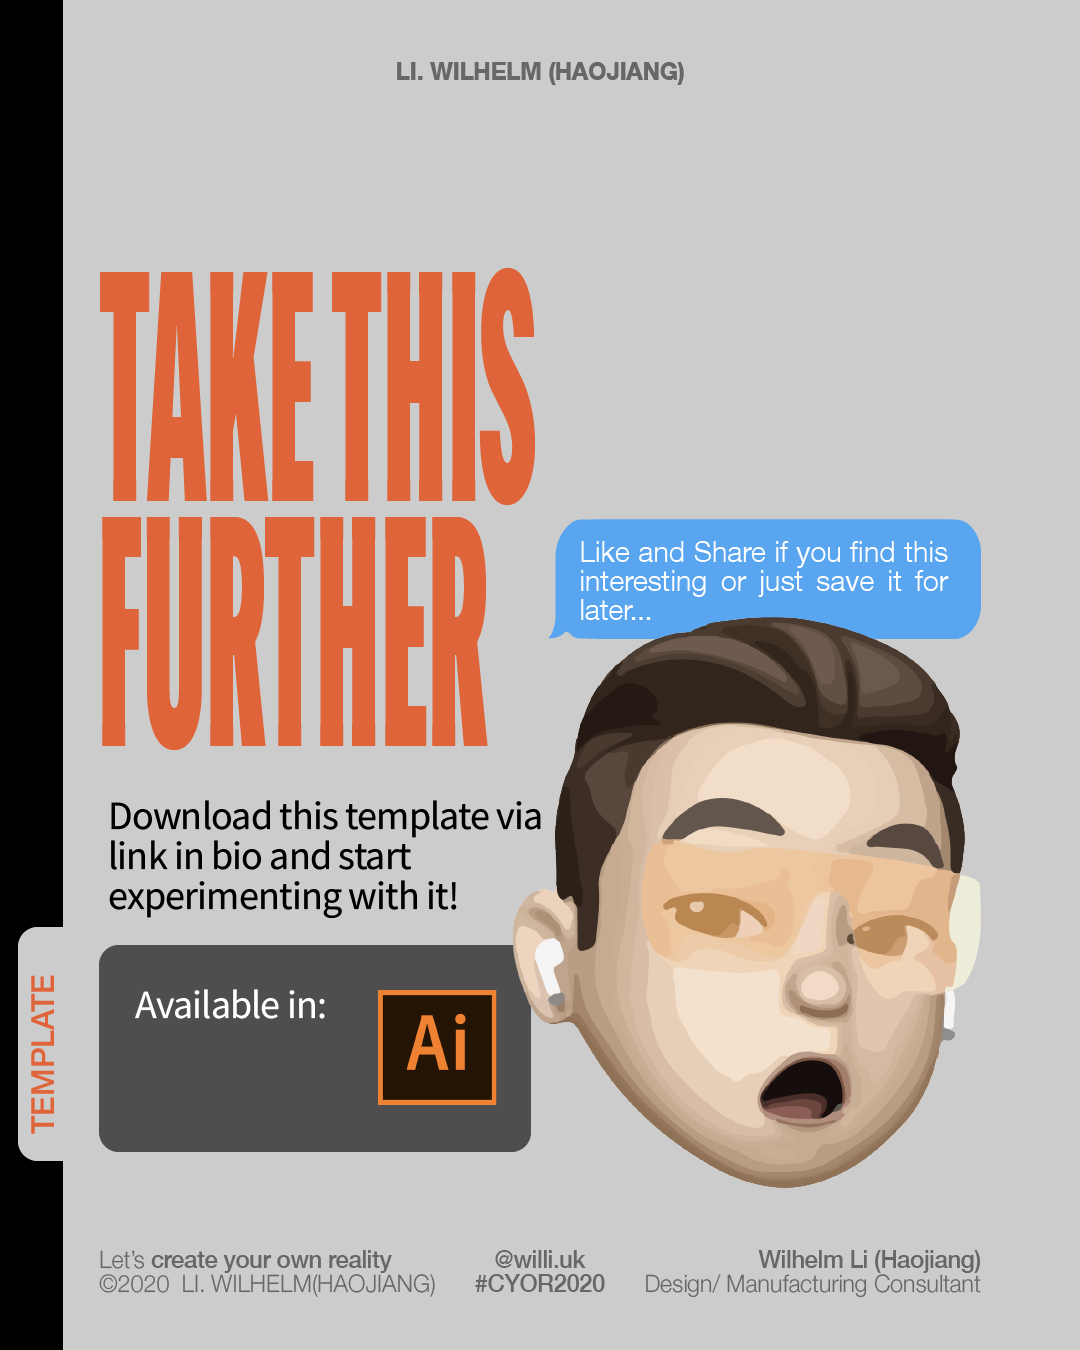 LI. WILHELM (HAOJIANG)
TAKE THIS
FURTHER
Like and Share if you find this
interesting or just save it for
later...
Download this template via
link in bio and start
experimenting with it!
Available in:
Ai
TEMPLATE
Let's create your own reality
©2020 LI. WILHELM(HAOJIANG)
@willi.uk
#CYOR2020
Wilhelm Li (Haojiang)
Design/ Manufacturing Consultant